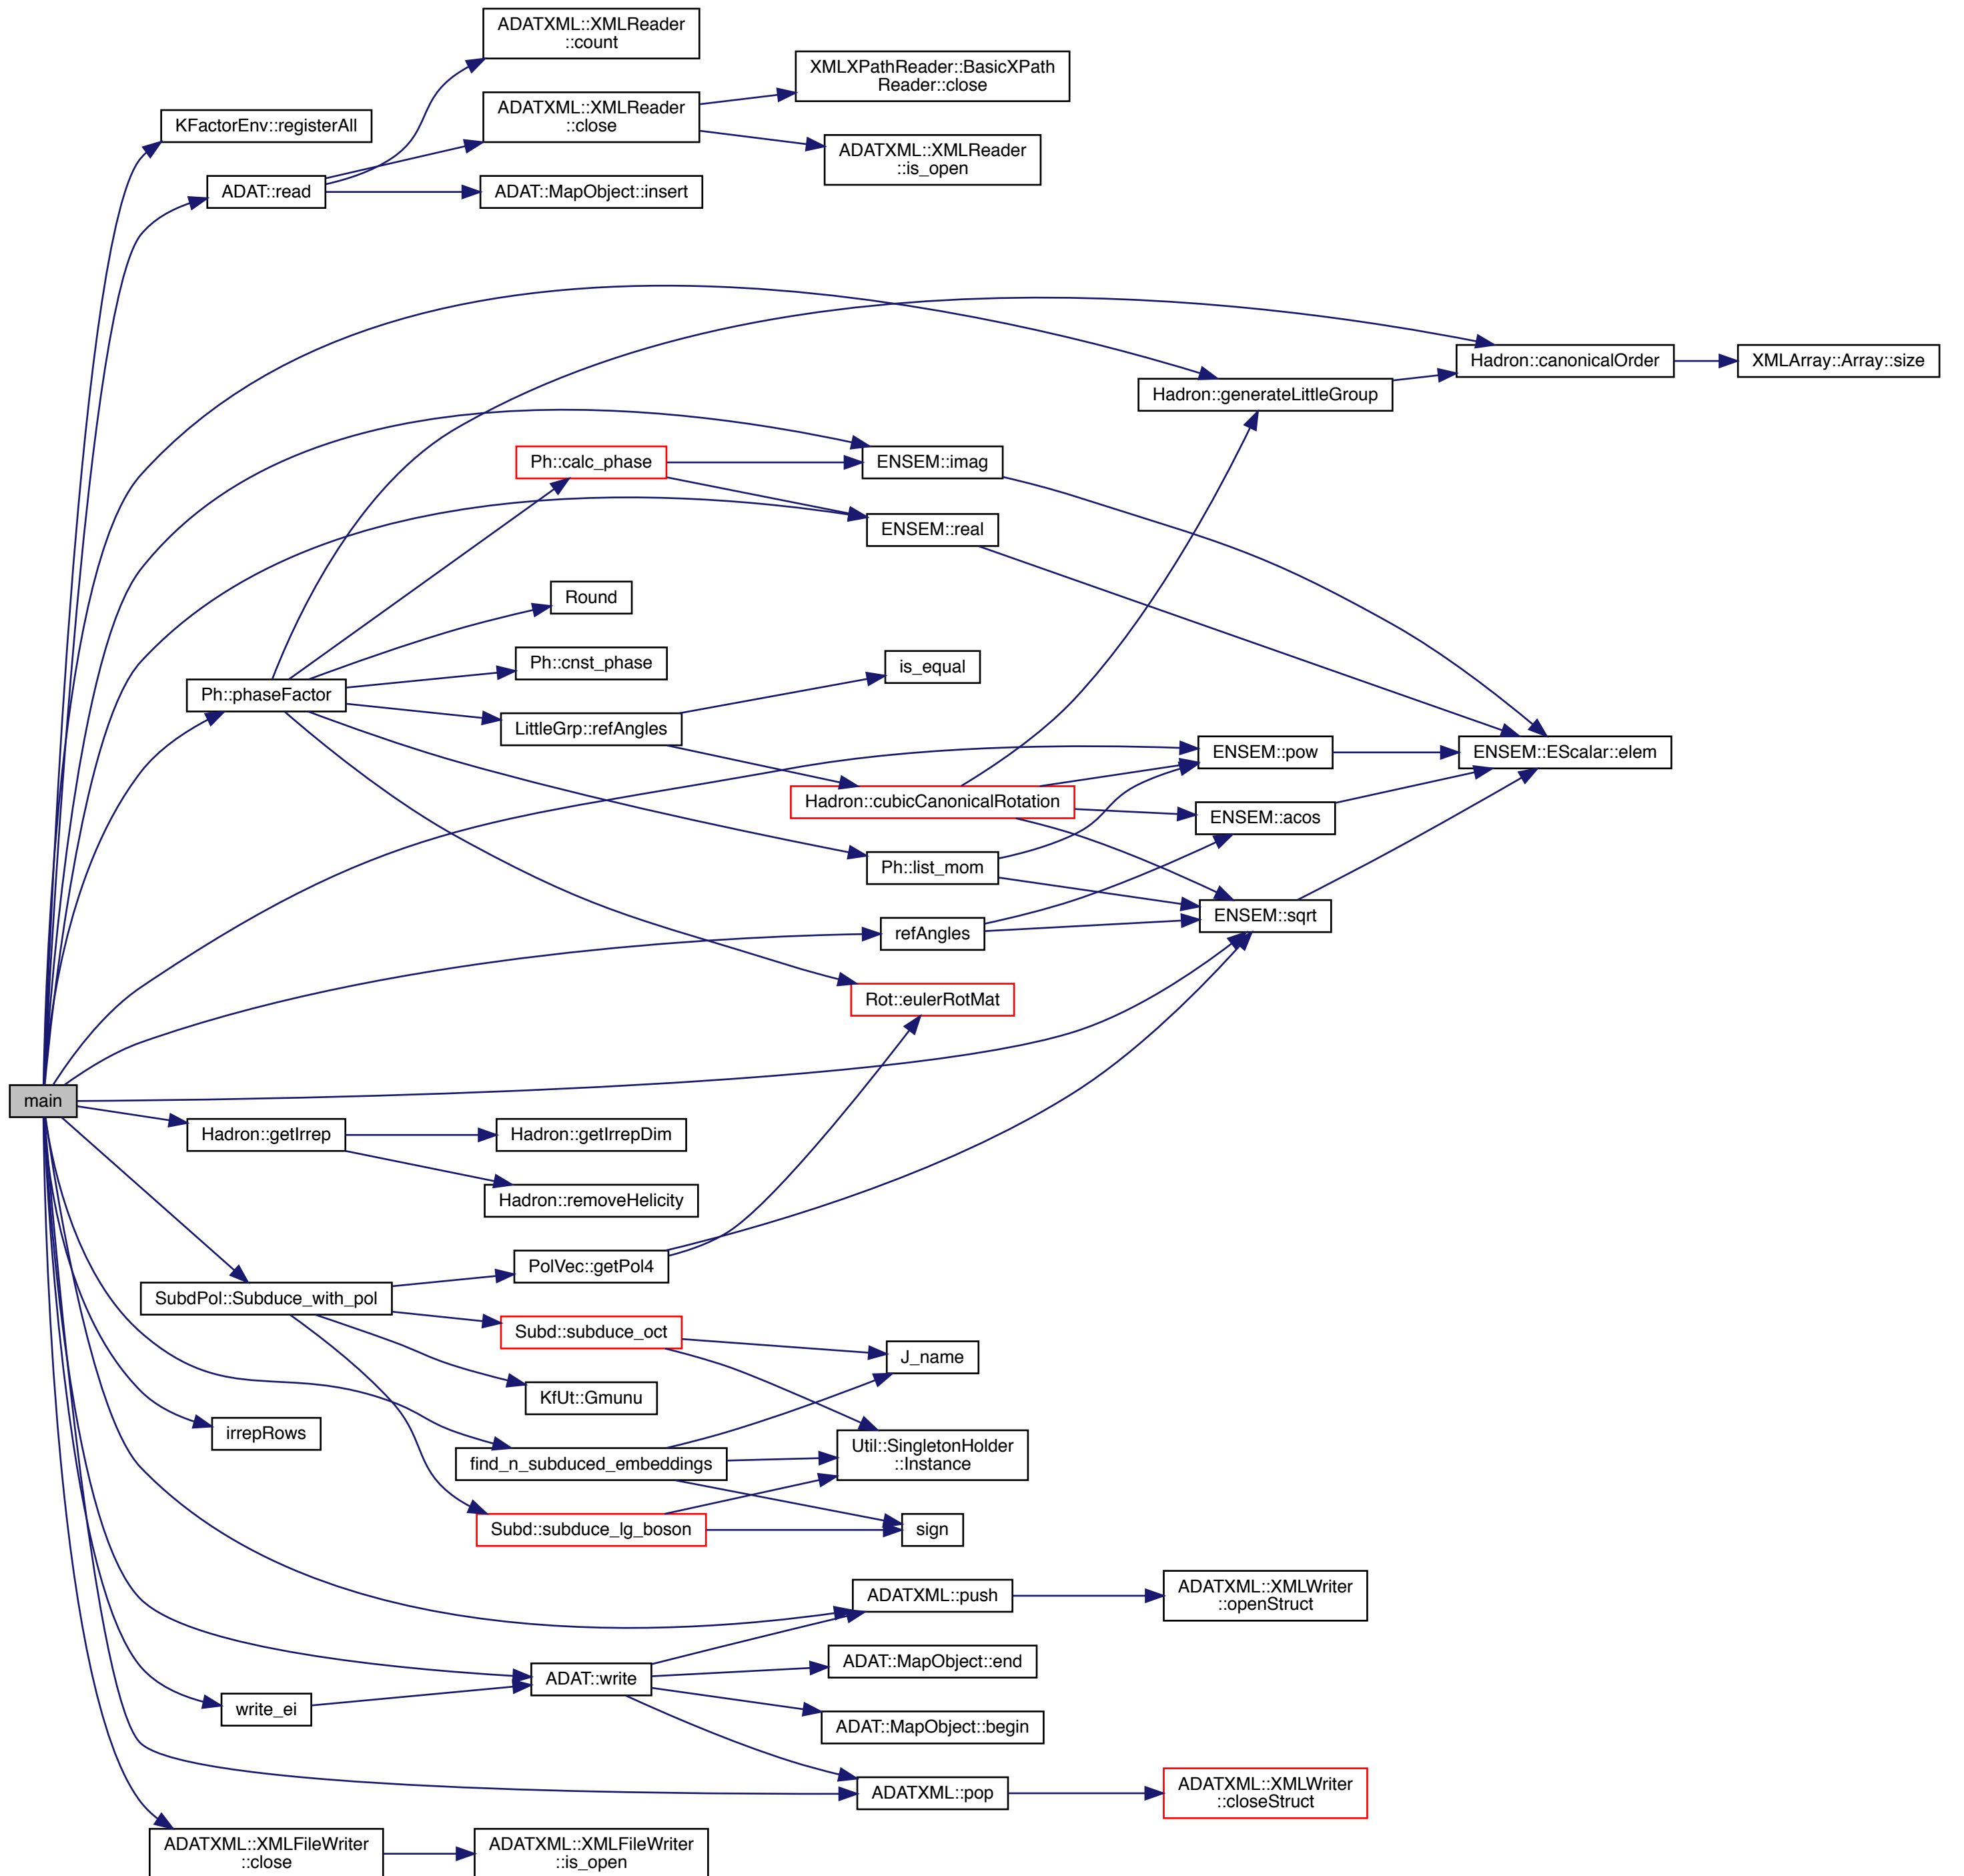 ADATXML::XMLReader
::count
XMLXPathReader::BasicXPath
Reader::close
KFactorEnv::registerAll
ADATXML::XMLReader
::close
ADATXML::XMLReader
::is_open
ADAT::read
ADAT::MapObject::insert
Hadron::canonicalOrder
XMLArray::Array::size
Hadron::generateLittleGroup
Ph::calc_phase
ENSEM::imag
ENSEM::real
Round
Ph::cnst_phase
is_equal
Ph::phaseFactor
LittleGrp::refAngles
ENSEM::pow
ENSEM::EScalar::elem
Hadron::cubicCanonicalRotation
ENSEM::acos
Ph::list_mom
ENSEM::sqrt
refAngles
Rot::eulerRotMat
main
Hadron::getIrrep
Hadron::getIrrepDim
Hadron::removeHelicity
PolVec::getPol4
SubdPol::Subduce_with_pol
Subd::subduce_oct
J_name
KfUt::Gmunu
irrepRows
Util::SingletonHolder
::Instance
find_n_subduced_embeddings
Subd::subduce_lg_boson
sign
ADATXML::push
ADATXML::XMLWriter
::openStruct
ADAT::MapObject::end
ADAT::write
write_ei
ADAT::MapObject::begin
ADATXML::pop
ADATXML::XMLWriter
::closeStruct
ADATXML::XMLFileWriter
::close
ADATXML::XMLFileWriter
::is_open